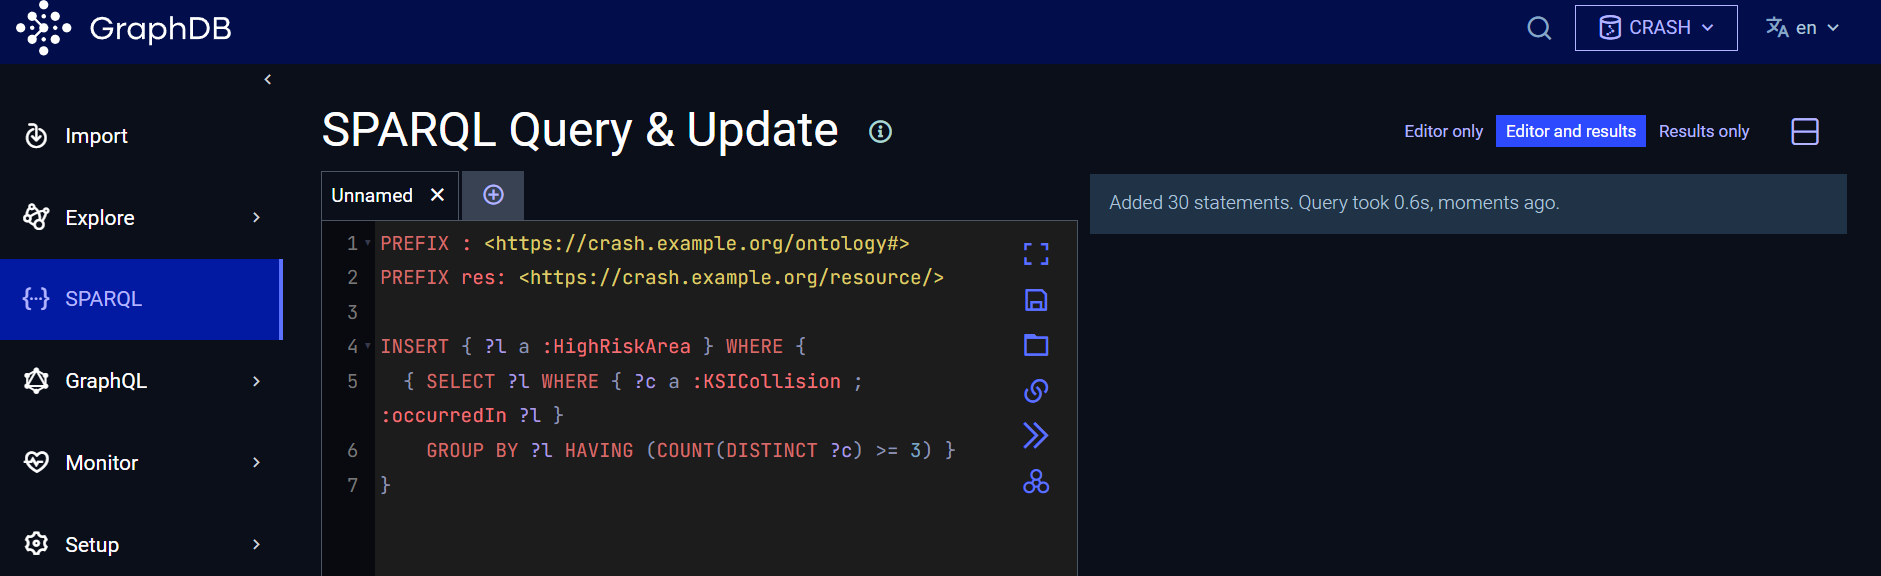 GraphDB
CRASH
en
Import
Explore
SPARQL
GraphQL
Monitor
Setup
SPARQL Query & Update
Editor only
Editor and results
Results only
Unnamed
1 PREFIX : <https://crash.example.org/ontology#>
2 PREFIX res: <https://crash.example.org/resource/>
3
4 INSERT { ?l a :HighRiskArea } WHERE {
5 { SELECT ?l WHERE { ?c a :KSICollision ;
:occurredIn ?l }
6 GROUP BY ?l HAVING (COUNT(DISTINCT ?c) >= 3) }
7 }
Added 30 statements. Query took 0.6s, moments ago.